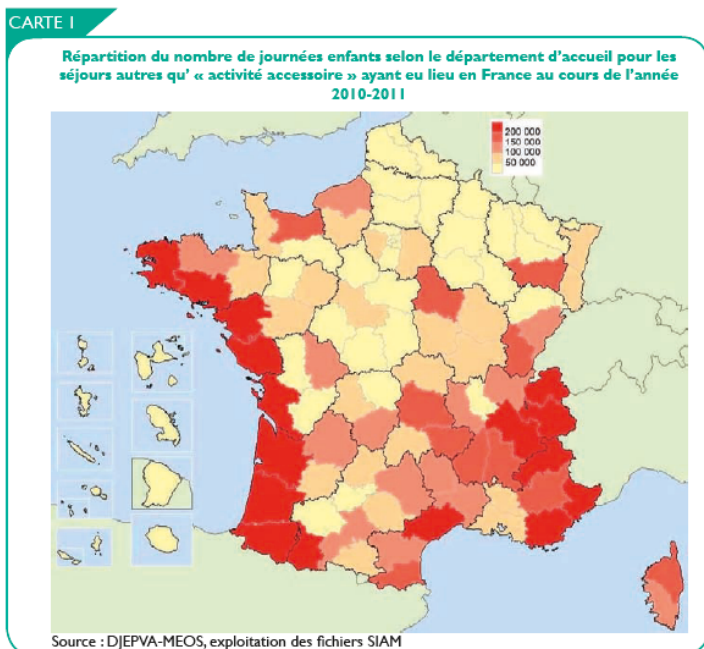 CARTE I
Répartition du nombre de journées enfants selon le département d'accueil pour les
séjours autres qu' « activité accessoire » ayant eu lieu en France au cours de l'année
2010-2011
200 000
150 000
100 000
50 000
Source : DJEPVA-MEOS, exploitation des fichiers SIAM